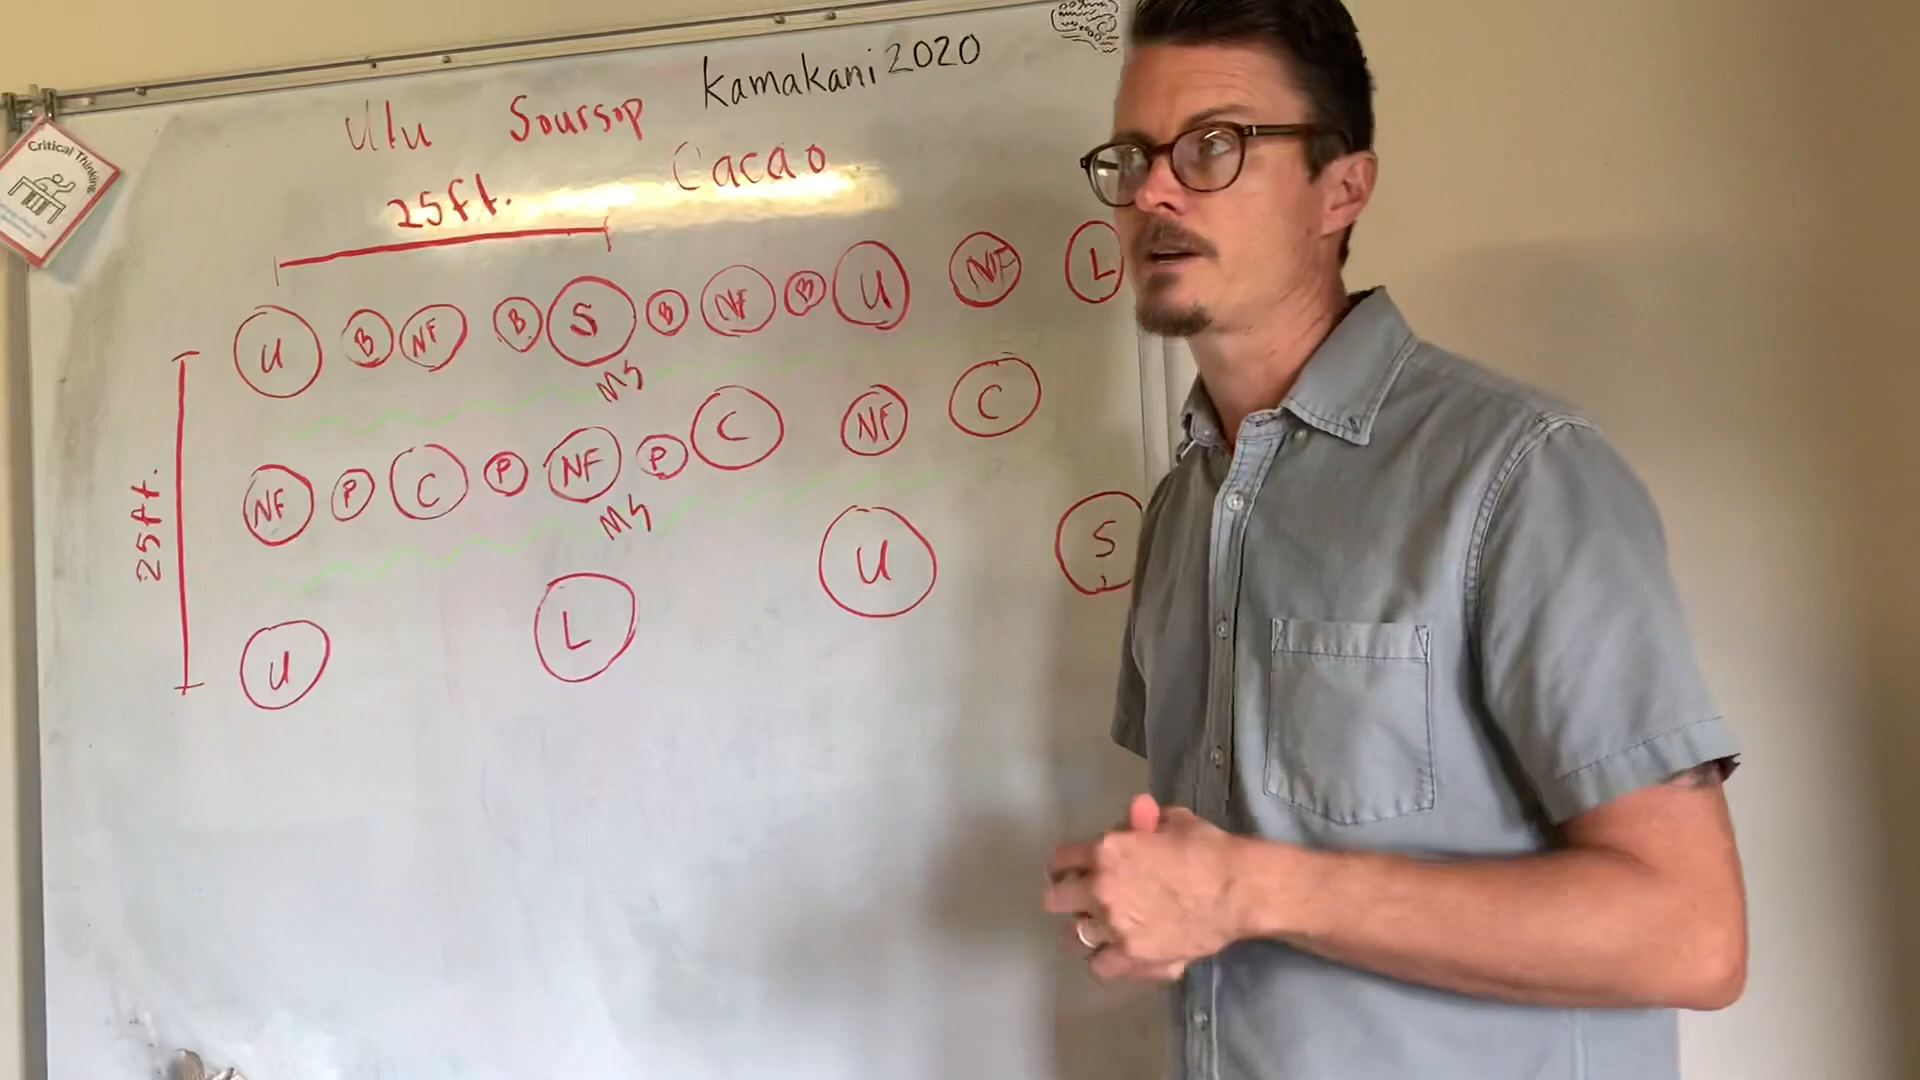 Kamakani 2020
Ulu Soursop
Cacao
25ft.
Critical Thinking
U B NF B S B NF B U NF L
MS
25ft.
NF P C P NF P C NF C
MS
U L U S